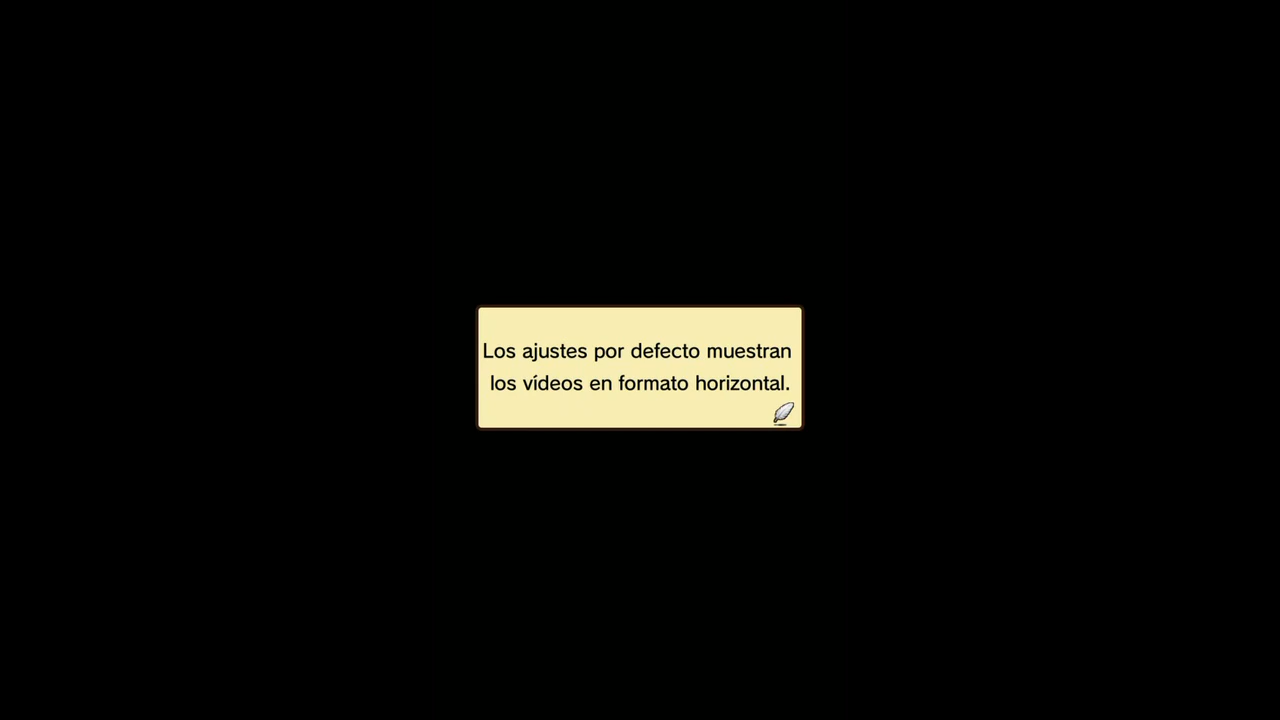 Los ajustes por defecto muestran
los vídeos en formato horizontal.